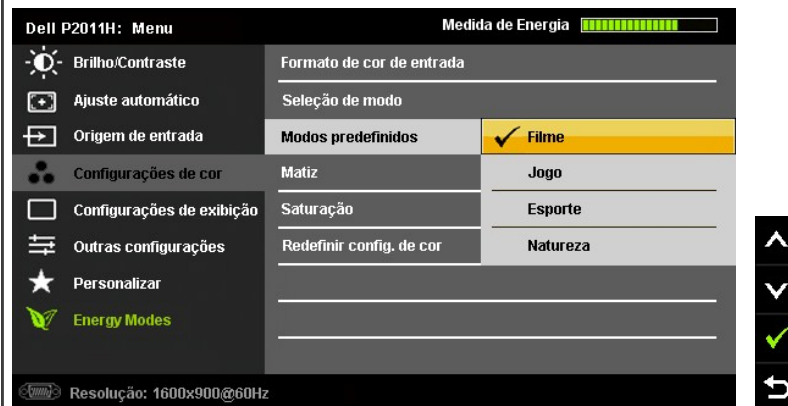 Dell P2011H: Menu
Medida de Energia
Brilho/Contraste
Formato de cor de entrada
Ajuste automático
Seleção de modo
Origem de entrada
Modos predefinidos
Filme
Configurações de cor
Matiz
Jogo
Configurações de exibição
Saturação
Esporte
Outras configurações
Redefinir config. de cor
Natureza
Personalizar
Energy Modes
Resolução: 1600x900@60Hz